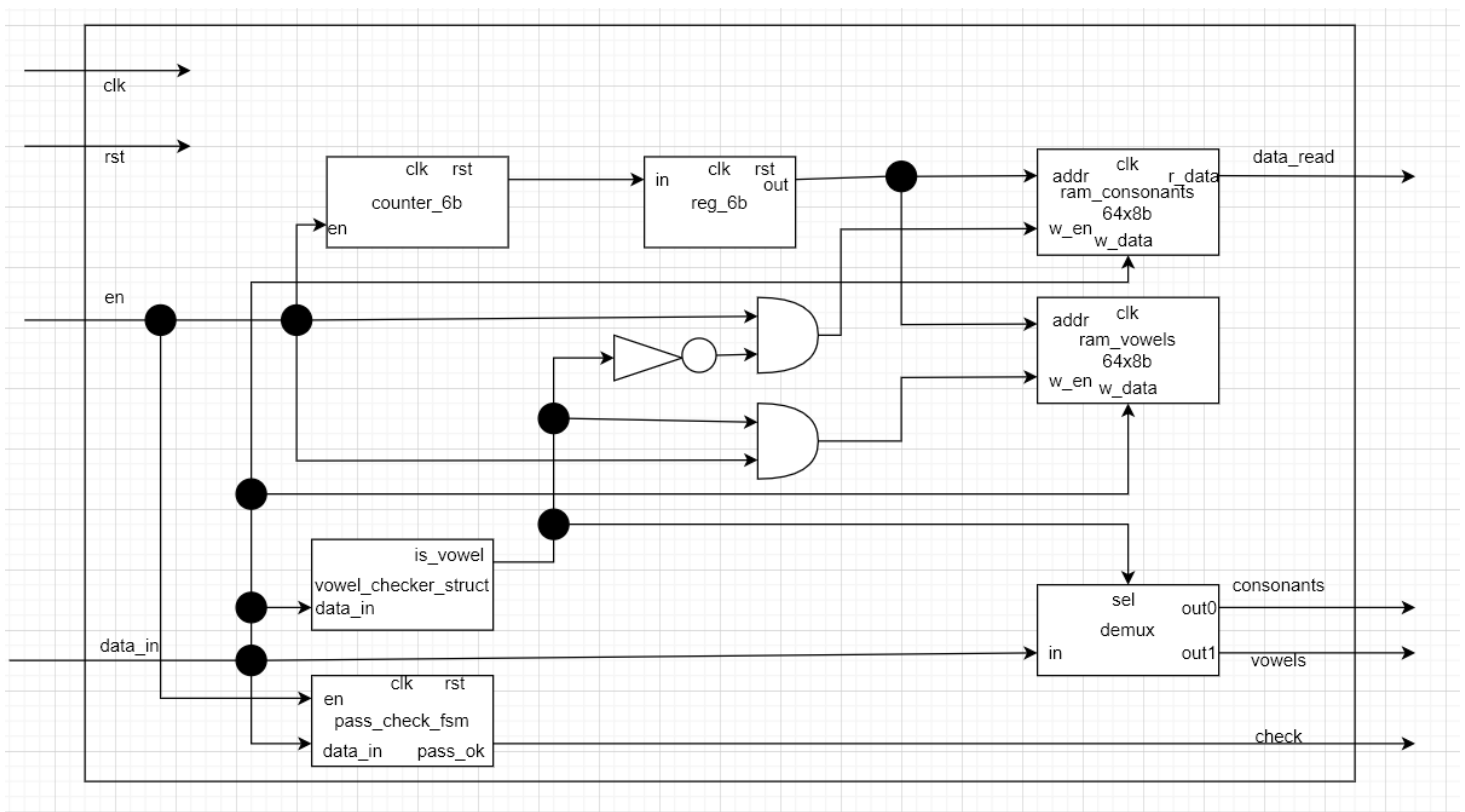 clk
rst
clk rst
counter_6b
en
clk rst
in
out
reg_6b
clk
addr r_data
ram_consonants
64x8b
w_en
w_data
data_read
en
clk
addr
ram_vowels
64x8b
w_en
w_data
is_vowel
vowel_checker_struct
data_in
sel
out0
demux
in out1
consonants
vowels
data_in
clk rst
en
pass_check_fsm
data_in pass_ok
check